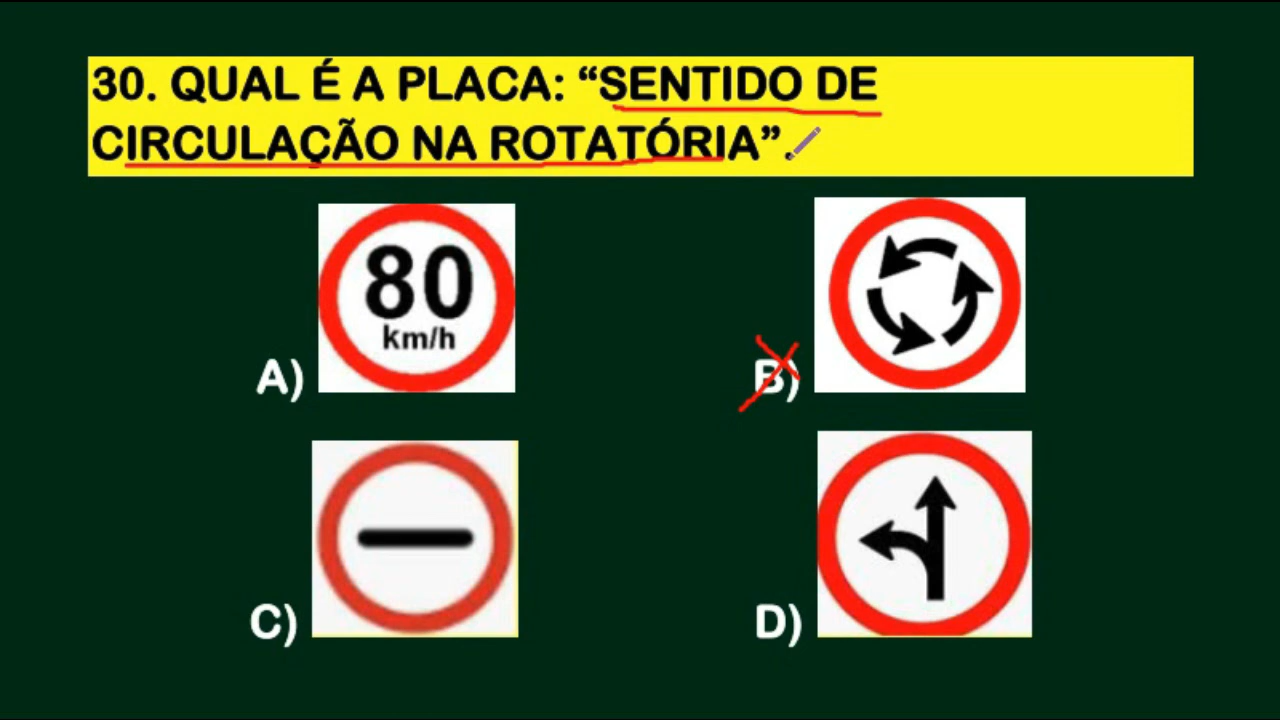 30. QUAL É A PLACA: “SENTIDO DE
CIRCULAÇÃO NA ROTATÓRIA”.
80
km/h
A)
B)
C)
D)